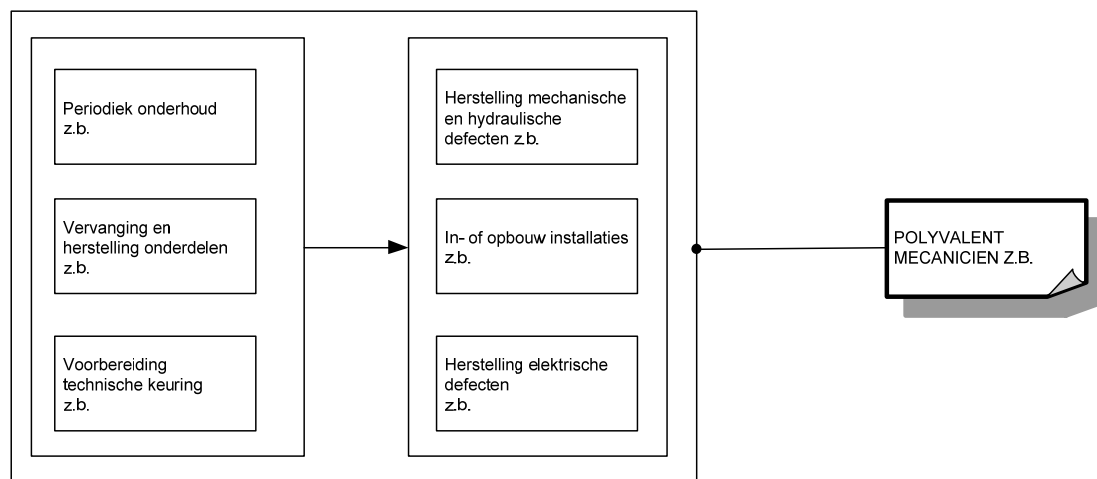 Periodiek onderhoud
z.b.
Vervanging en
herstelling onderdelen
z.b.
Voorbereiding
technische keuring
z.b.
Herstelling mechanische
en hydraulische
defecten z.b.
In- of opbouw installaties
z.b.
Herstelling elektrische
defecten
z.b.
POLYVALENT
MECANICIEN Z.B.